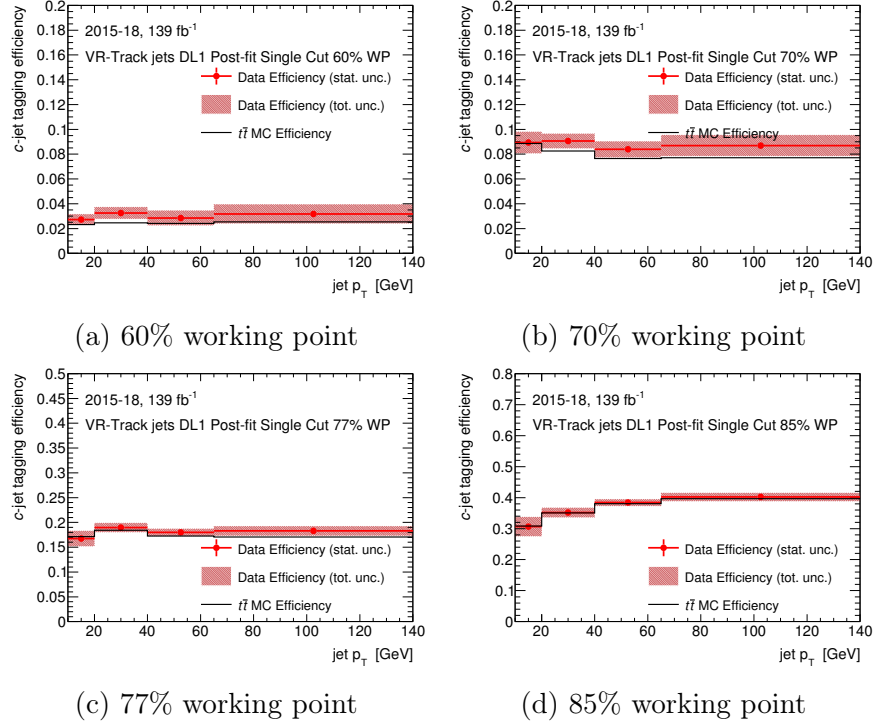 c-jet tagging efficiency
0.2
0.18
0.16
0.14
0.12
0.1
0.08
0.06
0.04
0.02
0
2015-18, 139 fb⁻¹
VR-Track jets DL1 Post-fit Single Cut 60% WP
Data Efficiency (stat. unc.)
Data Efficiency (tot. unc.)
tt̅ MC Efficiency
20 40 60 80 100 120 140
jet p_T [GeV]
(a) 60% working point
c-jet tagging efficiency
0.2
0.18
0.16
0.14
0.12
0.1
0.08
0.06
0.04
0.02
0
2015-18, 139 fb⁻¹
VR-Track jets DL1 Post-fit Single Cut 70% WP
Data Efficiency (stat. unc.)
Data Efficiency (tot. unc.)
tt̅ MC Efficiency
20 40 60 80 100 120 140
jet p_T [GeV]
(b) 70% working point
c-jet tagging efficiency
0.5
0.45
0.4
0.35
0.3
0.25
0.2
0.15
0.1
0.05
0
2015-18, 139 fb⁻¹
VR-Track jets DL1 Post-fit Single Cut 77% WP
Data Efficiency (stat. unc.)
Data Efficiency (tot. unc.)
tt̅ MC Efficiency
20 40 60 80 100 120 140
jet p_T [GeV]
(c) 77% working point
c-jet tagging efficiency
0.8
0.7
0.6
0.5
0.4
0.3
0.2
0.1
0
2015-18, 139 fb⁻¹
VR-Track jets DL1 Post-fit Single Cut 85% WP
Data Efficiency (stat. unc.)
Data Efficiency (tot. unc.)
tt̅ MC Efficiency
20 40 60 80 100 120 140
jet p_T [GeV]
(d) 85% working point